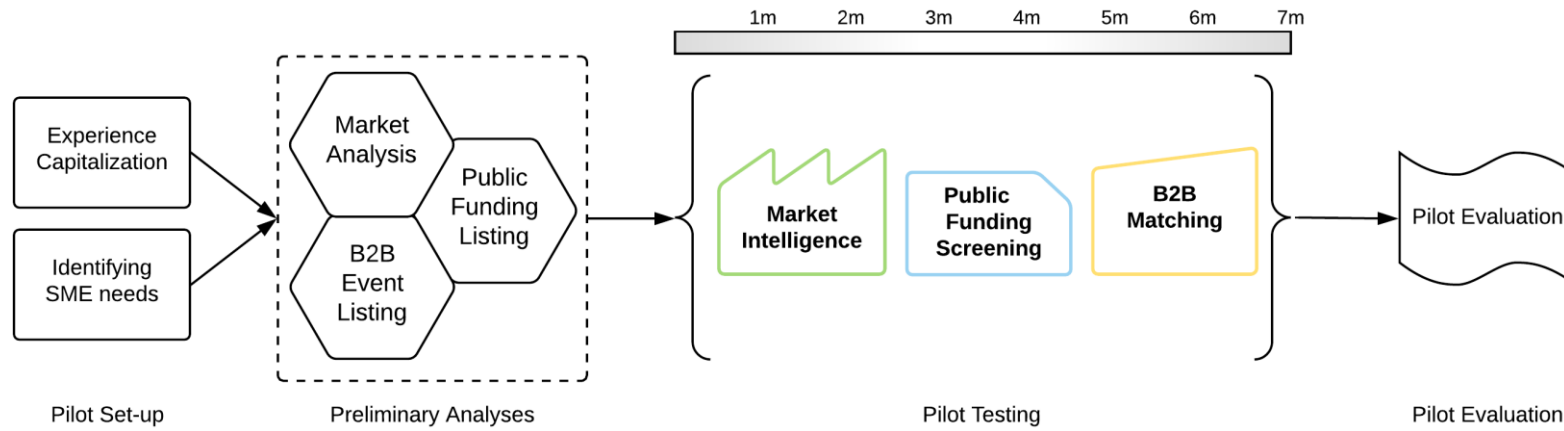 1m 2m 3m 4m 5m 6m 7m
Experience
Capitalization
Identifying
SME needs
Market
Analysis
Public
Funding
Listing
B2B
Event
Listing
Market
Intelligence
Public
Funding
Screening
B2B
Matching
Pilot Evaluation
Pilot Set-up
Preliminary Analyses
Pilot Testing
Pilot Evaluation